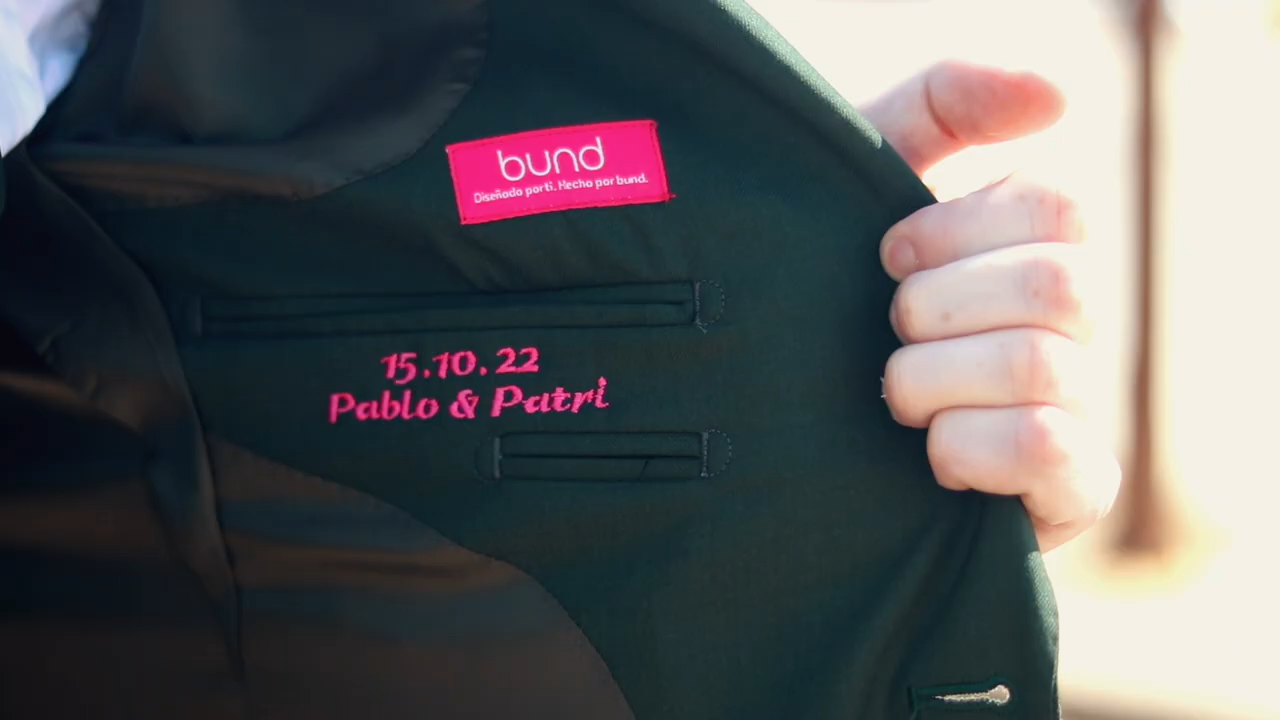 bund
Diseñado por ti. Hecho por bund.
15.10.22
Pablo & Patri